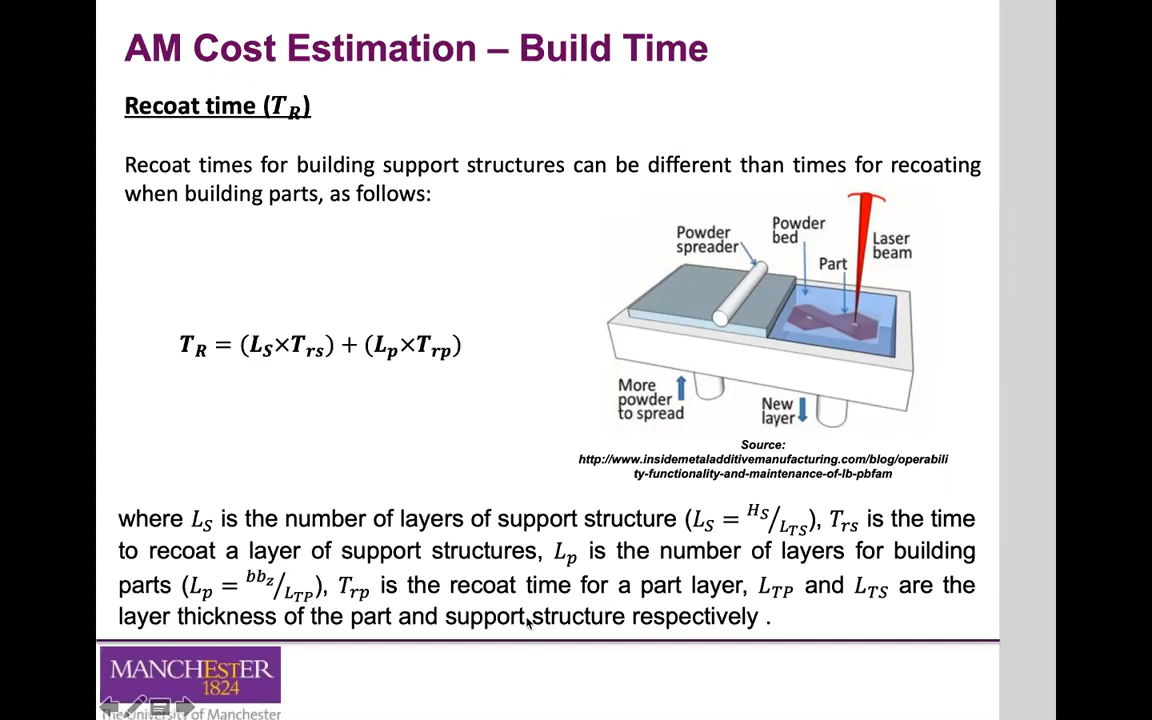 AM Cost Estimation – Build Time
Recoat time (T_R)
Recoat times for building support structures can be different than times for recoating
when building parts, as follows:
Powder
spreader
Powder
bed
Laser
beam
Part
T_R = (L_S×T_rs) + (L_p×T_rp)
More
powder
to spread
New
layer
Source:
http://www.insidemetaladditivemanufacturing.com/blog/operabili
ty-functionality-and-maintenance-of-lb-pbfam
where L_S is the number of layers of support structure (L_S = H_S/L_TS), T_rs is the time
to recoat a layer of support structures, L_p is the number of layers for building
parts (L_p = bb_z/L_TP), T_rp is the recoat time for a part layer, L_TP and L_TS are the
layer thickness of the part and support structure respectively .
MANCHESTER
1824
The University of Manchester